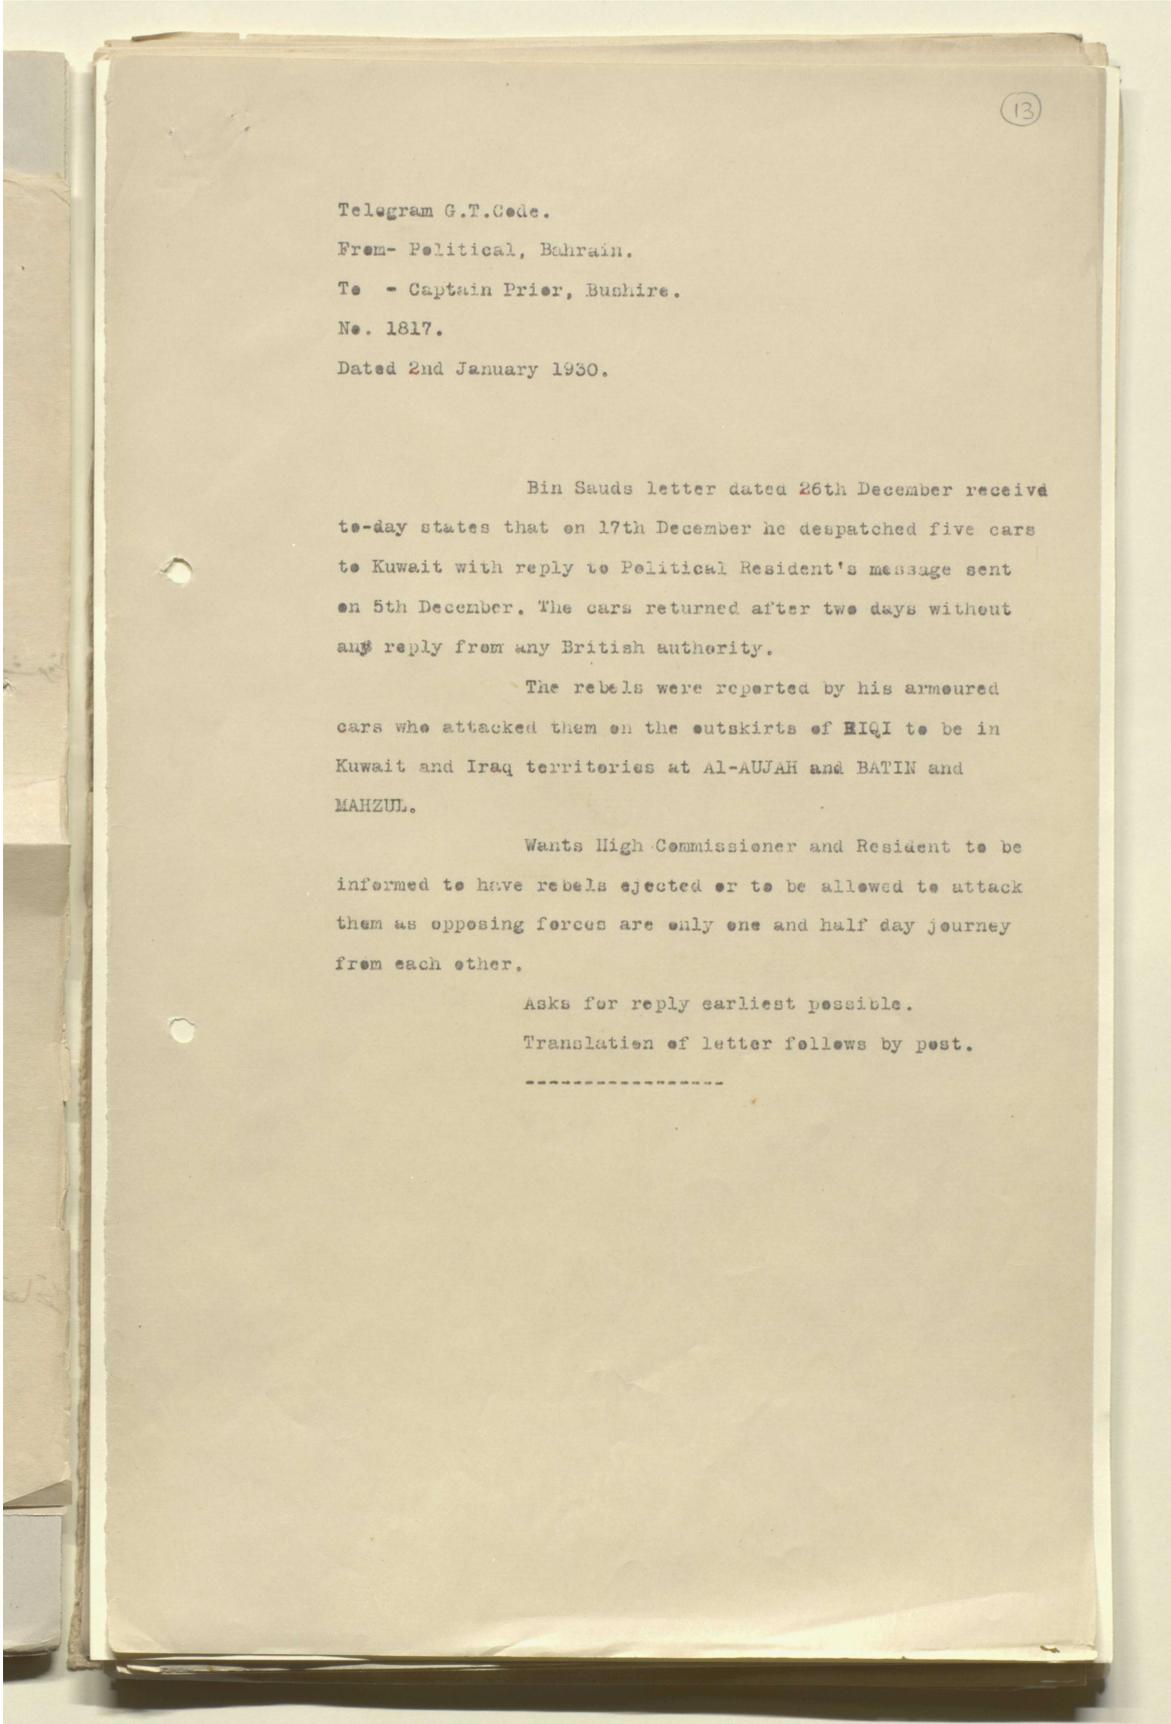 13
Telegram G.T.Code.
From- Political, Bahrain.
To - Captain Prior, Bushire.
No. 1817.
Dated 2nd January 1930.
Bin Sauds letter dated 26th December receivd
to-day states that on 17th December he despatched five cars
to Kuwait with reply to Political Resident's message sent
on 5th December. The cars returned after two days without
any reply from any British authority.
The rebels were reported by his armoured
cars who attacked them on the outskirts of RIQI to be in
Kuwait and Iraq territories at Al-AUJAH and BATIN and
MAHZUL.
Wants High Commissioner and Resident to be
informed to have rebels ejected or to be allowed to attack
them as opposing forces are only one and half day journey
from each other.
Asks for reply earliest possible.
Translation of letter follows by post.
-----------------